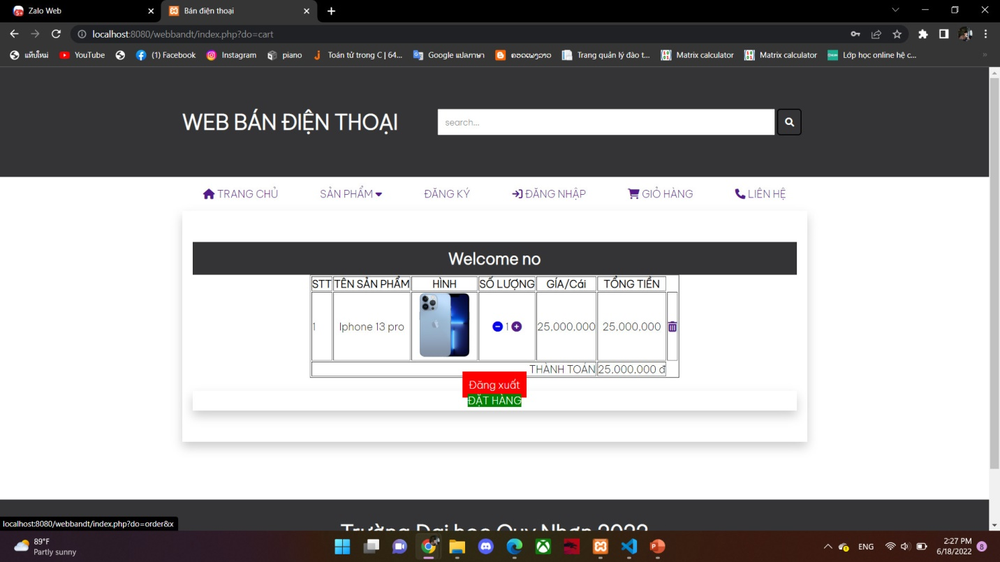 Zalo Web
Bán điện thoại
localhost:8080/webbandt/index.php?do=cart
แท็บใหม่
YouTube
(1) Facebook
Instagram
piano
Toán tử trong C | 64...
Google แปลภาษา
ຄອດພາງລາວ
Trang quản lý đào t...
Matrix calculator
Matrix calculator
Lớp học online hệ c...
WEB BÁN ĐIỆN THOẠI
search...
TRANG CHỦ
SẢN PHẨM
ĐĂNG KÝ
ĐĂNG NHẬP
GIỎ HÀNG
LIÊN HỆ
Welcome no
STT TÊN SẢN PHẨM HÌNH SỐ LƯỢNG GÍA/Cái TỔNG TIỀN
1 Iphone 13 pro 1 25,000,000 25,000,000
THÀNH TOÁN 25,000,000 đ
Đăng xuất
ĐẶT HÀNG
localhost:8080/webbandt/index.php?do=order&x
Trường Đại học Quy Nhơn 2022
89°F
Partly sunny
ENG
2:27 PM
6/18/2022
8